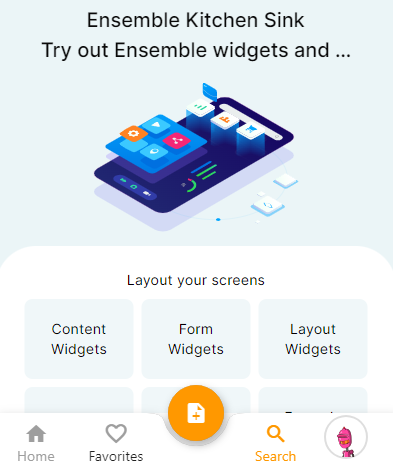 Ensemble Kitchen Sink
Try out Ensemble widgets and ...
Layout your screens
Content
Widgets
Form
Widgets
Layout
Widgets
Home
Favorites
Search